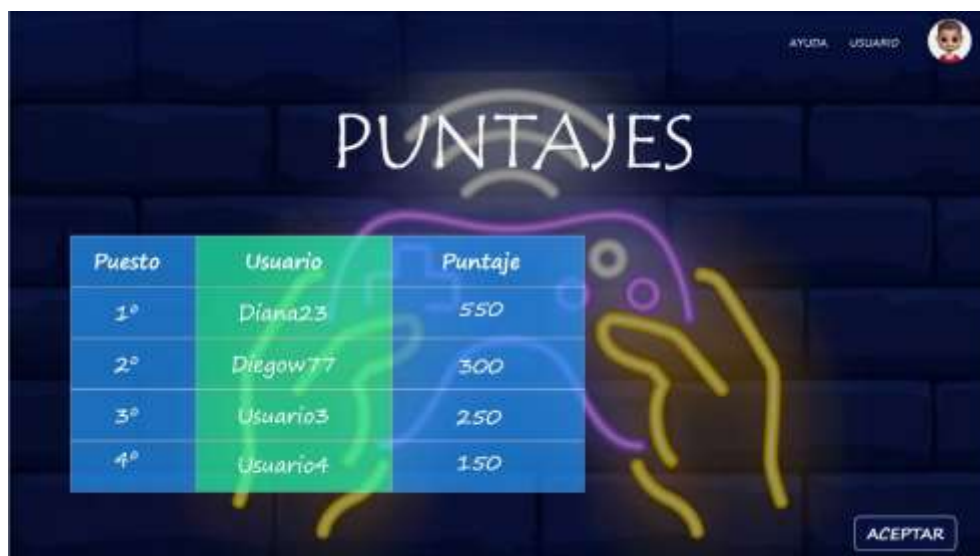 AYUDA USUARIO
PUNTAJES
Puesto Usuario Puntaje
1° Diana23 550
2° Diegow77 300
3° Usuario3 250
4° Usuario4 150
ACEPTAR